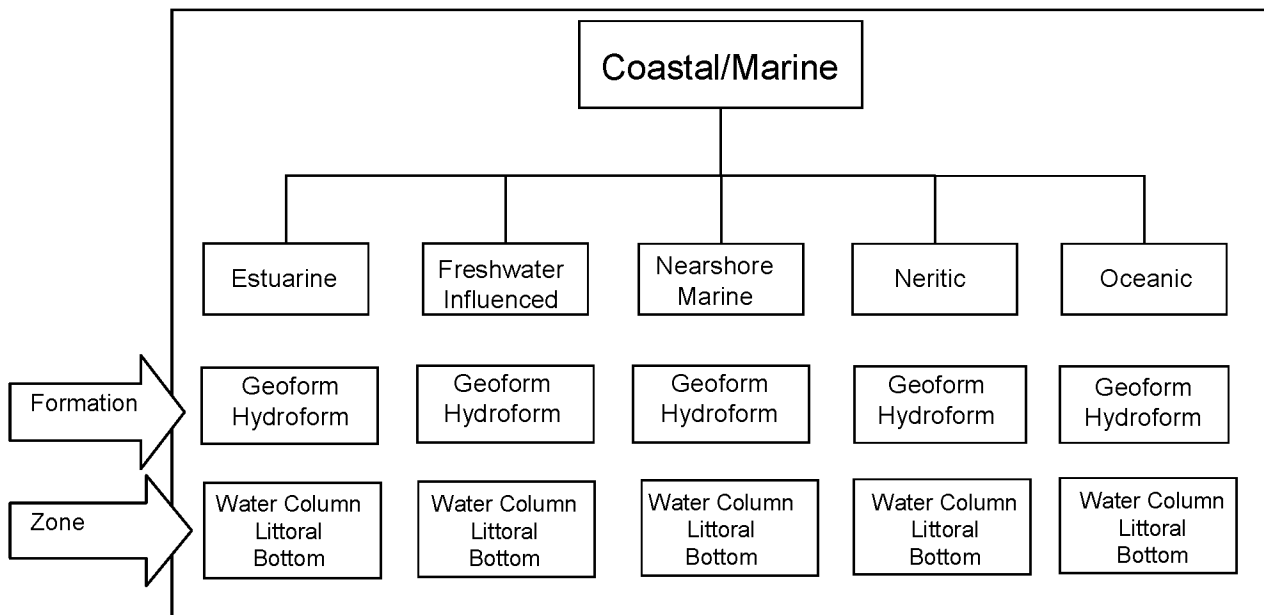 Coastal/Marine
Estuarine
Freshwater
Influenced
Nearshore
Marine
Neritic
Oceanic
Formation
Geoform
Hydroform
Geoform
Hydroform
Geoform
Hydroform
Geoform
Hydroform
Geoform
Hydroform
Zone
Water Column
Littoral
Bottom
Water Column
Littoral
Bottom
Water Column
Littoral
Bottom
Water Column
Littoral
Bottom
Water Column
Littoral
Bottom